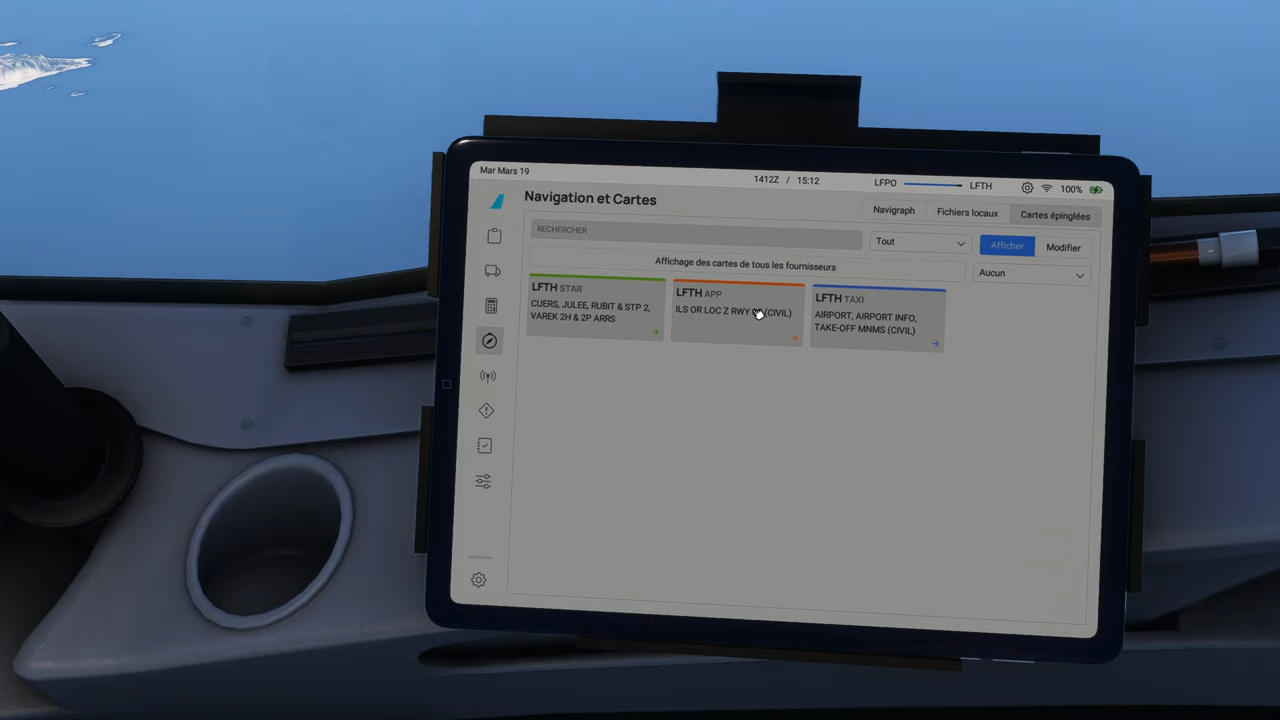 Mar Mars 19
1412Z / 15:12
LFPO
LFTH
100%
Navigation et Cartes
Navigraph
Fichiers locaux
Cartes épinglées
RECHERCHER
Tout
Afficher
Modifier
Affichage des cartes de tous les fournisseurs
Aucun
LFTH STAR
CUERS, JULEE, RUBIT & STP 2,
VAREK 2H & 2P ARRS
LFTH APP
ILS OR LOC Z RWY (CIVIL)
LFTH TAXI
AIRPORT, AIRPORT INFO,
TAKE-OFF MNMS (CIVIL)